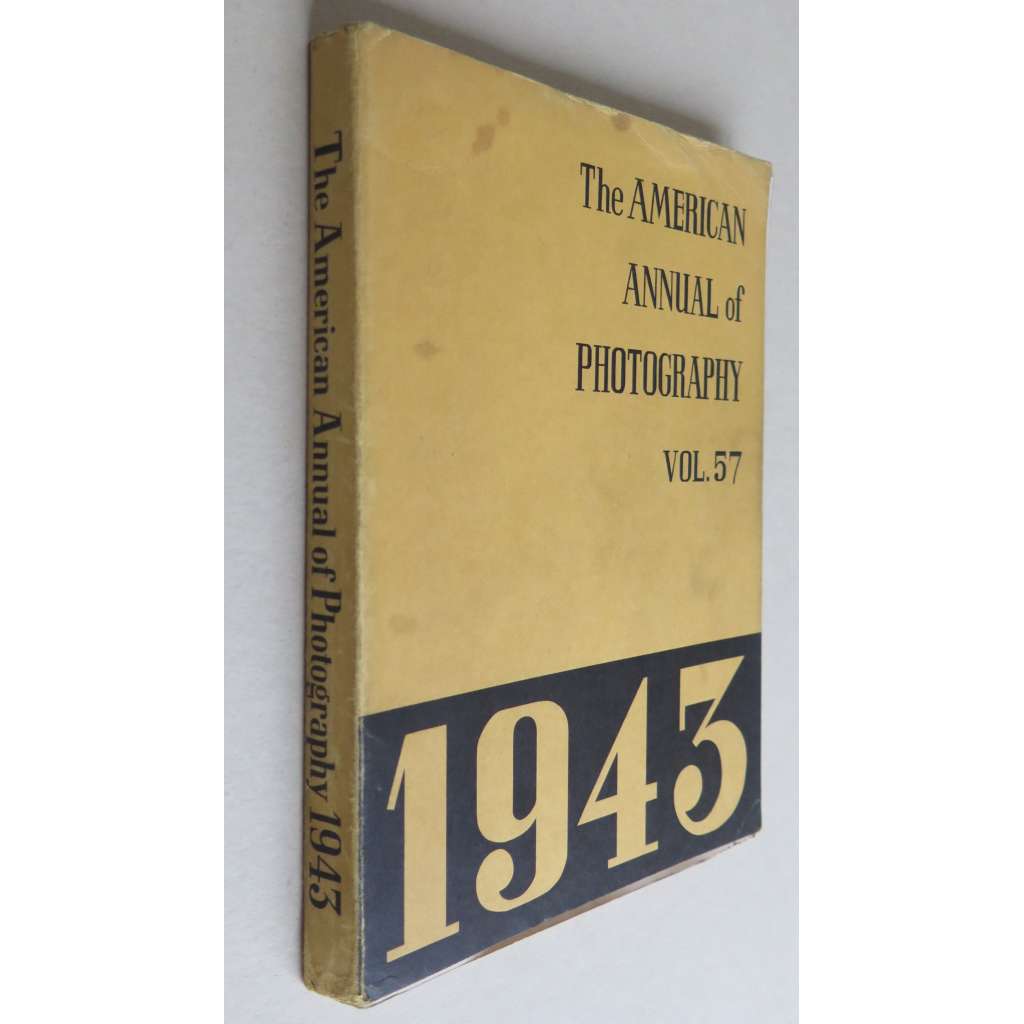 The American Annual of Photography 1943
The AMERICAN
ANNUAL of
PHOTOGRAPHY
VOL. 57
1943